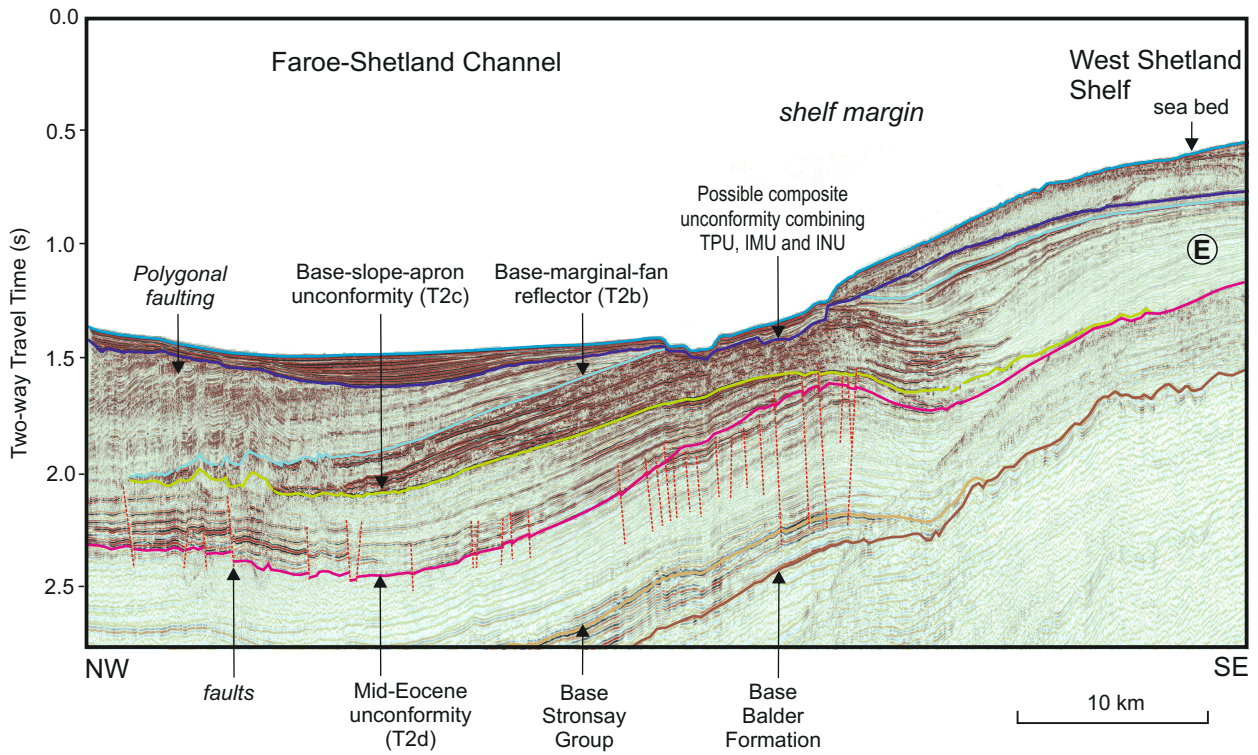 0.0
0.5
1.0
1.5
2.0
2.5
Two-way Travel Time (s)
Faroe-Shetland Channel
West Shetland
Shelf
shelf margin
sea bed
Possible composite
unconformity combining
TPU, IMU and INU
E
Polygonal
faulting
Base-slope-apron
unconformity (T2c)
Base-marginal-fan
reflector (T2b)
NW
SE
faults
Mid-Eocene
unconformity
(T2d)
Base
Stronsay
Group
Base
Balder
Formation
10 km